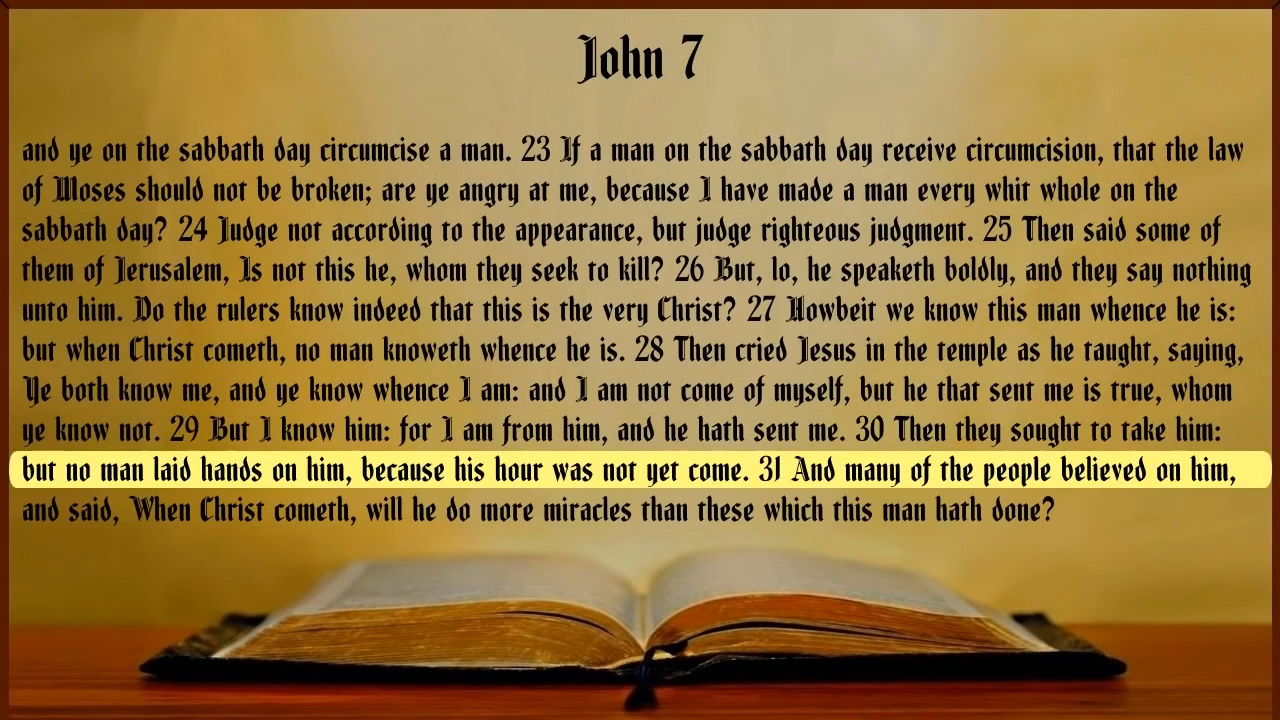 John 7
and ye on the sabbath day circumcise a man. 23 If a man on the sabbath day receive circumcision, that the law
of Moses should not be broken; are ye angry at me, because I have made a man every whit whole on the
sabbath day? 24 Judge not according to the appearance, but judge righteous judgment. 25 Then said some of
them of Jerusalem, Is not this he, whom they seek to kill? 26 But, lo, he speaketh boldly, and they say nothing
unto him. Do the rulers know indeed that this is the very Christ? 27 Howbeit we know this man whence he is:
but when Christ cometh, no man knoweth whence he is. 28 Then cried Jesus in the temple as he taught, saying,
Ye both know me, and ye know whence I am: and I am not come of myself, but he that sent me is true, whom
ye know not. 29 But I know him: for I am from him, and he hath sent me. 30 Then they sought to take him:
but no man laid hands on him, because his hour was not yet come. 31 And many of the people believed on him,
and said, When Christ cometh, will he do more miracles than these which this man hath done?